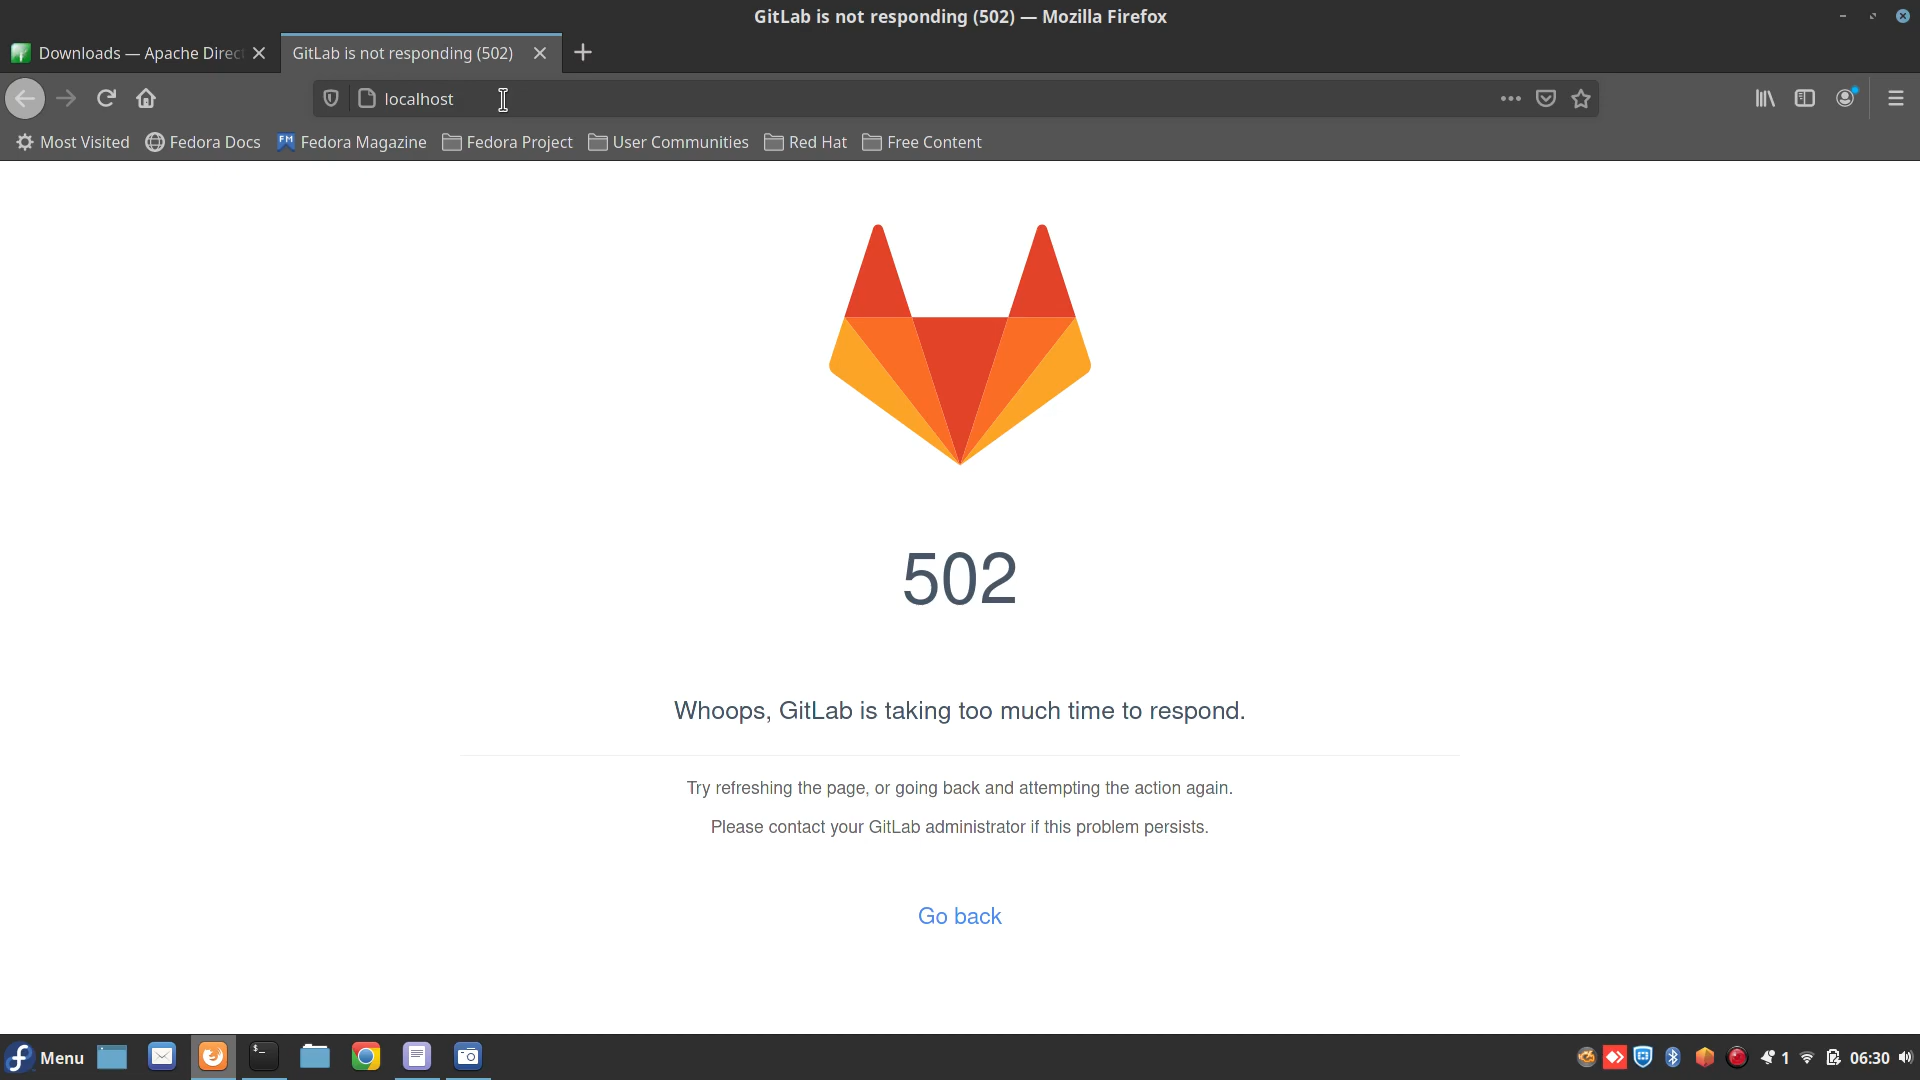 GitLab is not responding (502) — Mozilla Firefox
Downloads — Apache Direc
GitLab is not responding (502)
localhost
Most Visited
Fedora Docs
FM
Fedora Magazine
Fedora Project
User Communities
Red Hat
Free Content
502
Whoops, GitLab is taking too much time to respond.
Try refreshing the page, or going back and attempting the action again.
Please contact your GitLab administrator if this problem persists.
Go back
Menu
$_
1
06:30